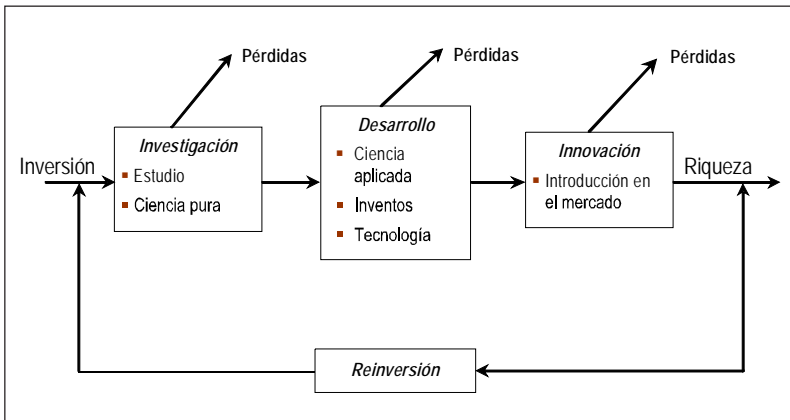 Pérdidas
Pérdidas
Pérdidas
Inversión
Investigación
▪ Estudio
▪ Ciencia pura
Desarrollo
▪ Ciencia
aplicada
▪ Inventos
▪ Tecnología
Innovación
▪ Introducción en
el mercado
Riqueza
Reinversión